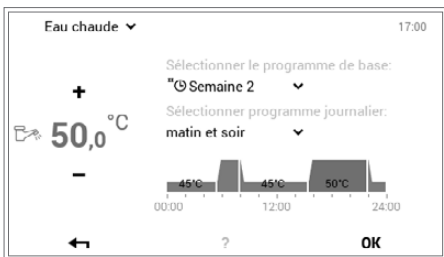 Eau chaude
17:00
Sélectionner le programme de base:
Semaine 2
Sélectionner programme journalier:
matin et soir
+
50,0°C
−
45°C 45°C 50°C
00:00 12:00 24:00
? OK